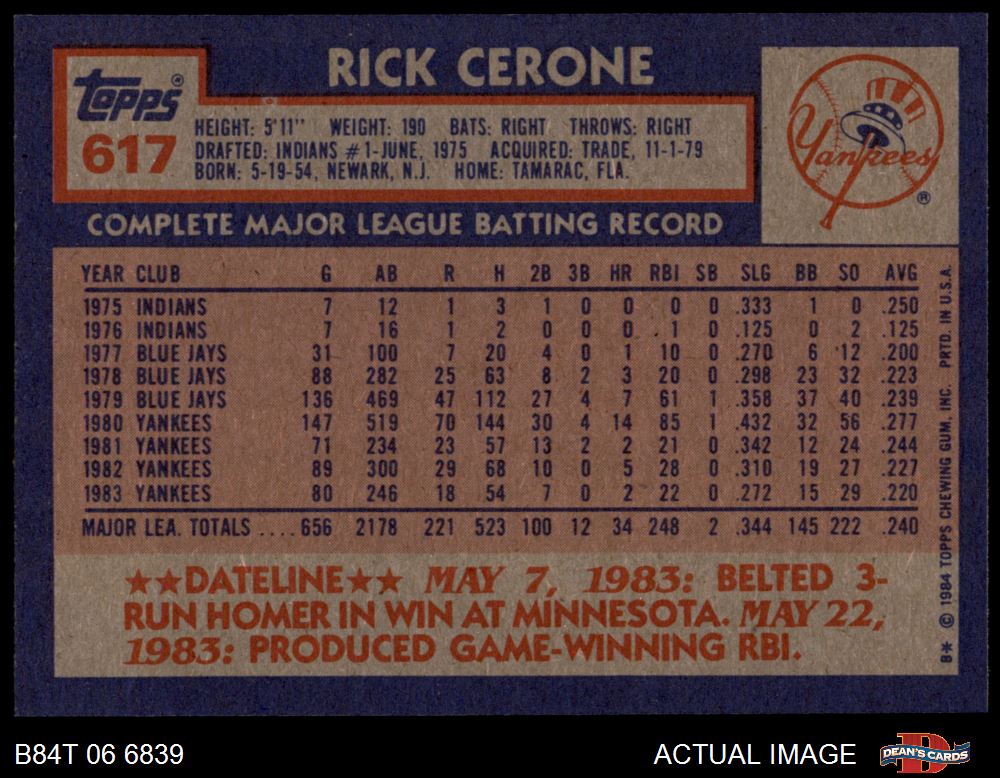 RICK CERONE
Topps®
617
HEIGHT: 5'11" WEIGHT: 190 BATS: RIGHT THROWS: RIGHT
DRAFTED: INDIANS #1-JUNE, 1975 ACQUIRED: TRADE, 11-1-79
BORN: 5-19-54, NEWARK, N.J. HOME: TAMARAC, FLA.
Yankees ®
COMPLETE MAJOR LEAGUE BATTING RECORD
YEAR CLUB G AB R H 2B 3B HR RBI SB SLG BB SO AVG
1975 INDIANS 7 12 1 3 1 0 0 0 0 .333 1 0 .250
1976 INDIANS 7 16 1 2 0 0 0 1 0 .125 0 2 .125
1977 BLUE JAYS 31 100 7 20 4 0 1 10 0 .270 6 12 .200
1978 BLUE JAYS 88 282 25 63 8 2 3 20 0 .298 23 32 .223
1979 BLUE JAYS 136 469 47 112 27 4 7 61 1 .358 37 40 .239
1980 YANKEES 147 519 70 144 30 4 14 85 1 .432 32 56 .277
1981 YANKEES 71 234 23 57 13 2 2 21 0 .342 12 24 .244
1982 YANKEES 89 300 29 68 10 0 5 28 0 .310 19 27 .227
1983 YANKEES 80 246 18 54 7 0 2 22 0 .272 15 29 .220
MAJOR LEA. TOTALS .... 656 2178 221 523 100 12 34 248 2 .344 145 222 .240
★★DATELINE★★ MAY 7, 1983: BELTED 3-
RUN HOMER IN WIN AT MINNESOTA. MAY 22,
1983: PRODUCED GAME-WINNING RBI.
B* © 1984 TOPPS CHEWING GUM, INC. PRTD. IN U.S.A.
B84T 06 6839
ACTUAL IMAGE
DEAN'S CARDS